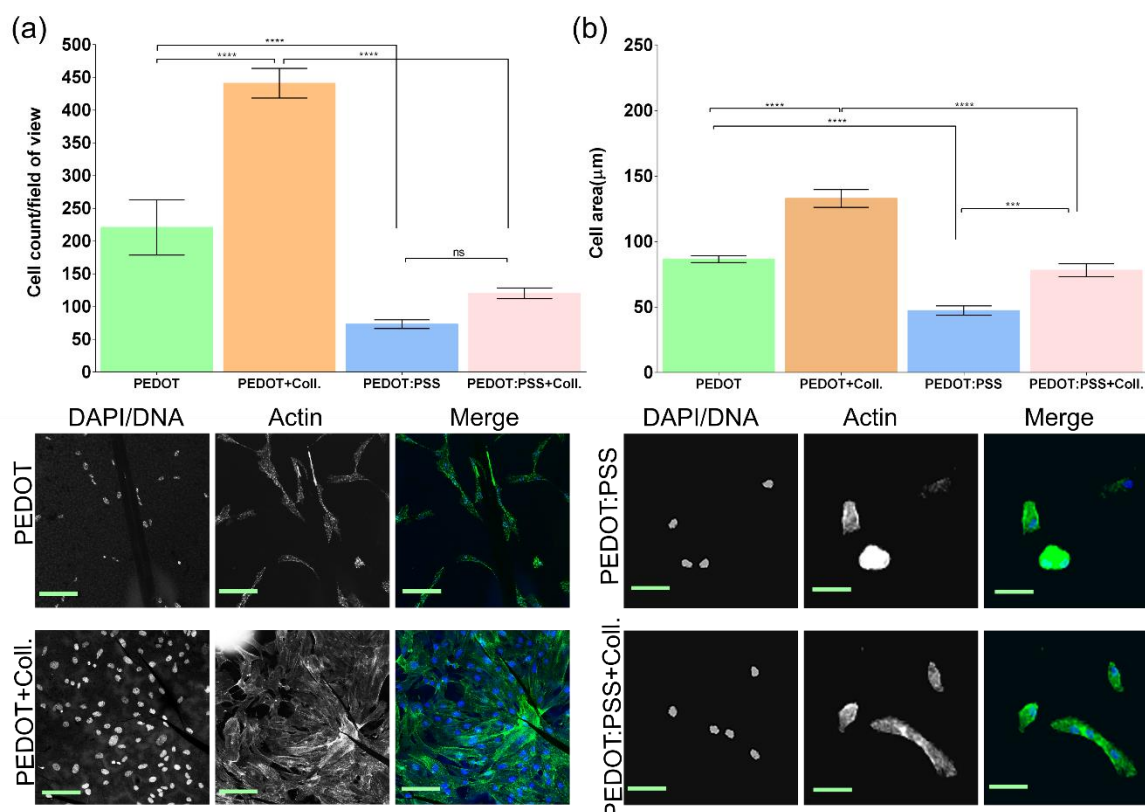 (a)
Cell count/field of view
500
450
400
350
300
250
200
150
100
50
0
****
****
****
ns
PEDOT
PEDOT+Coll.
PEDOT:PSS
PEDOT:PSS+Coll.
(b)
Cell area(μm)
250
200
150
100
50
0
****
****
****
***
PEDOT
PEDOT+Coll.
PEDOT:PSS
PEDOT:PSS+Coll.
DAPI/DNA
Actin
Merge
PEDOT
PEDOT+Coll.
DAPI/DNA
Actin
Merge
PEDOT:PSS
PEDOT:PSS+Coll.